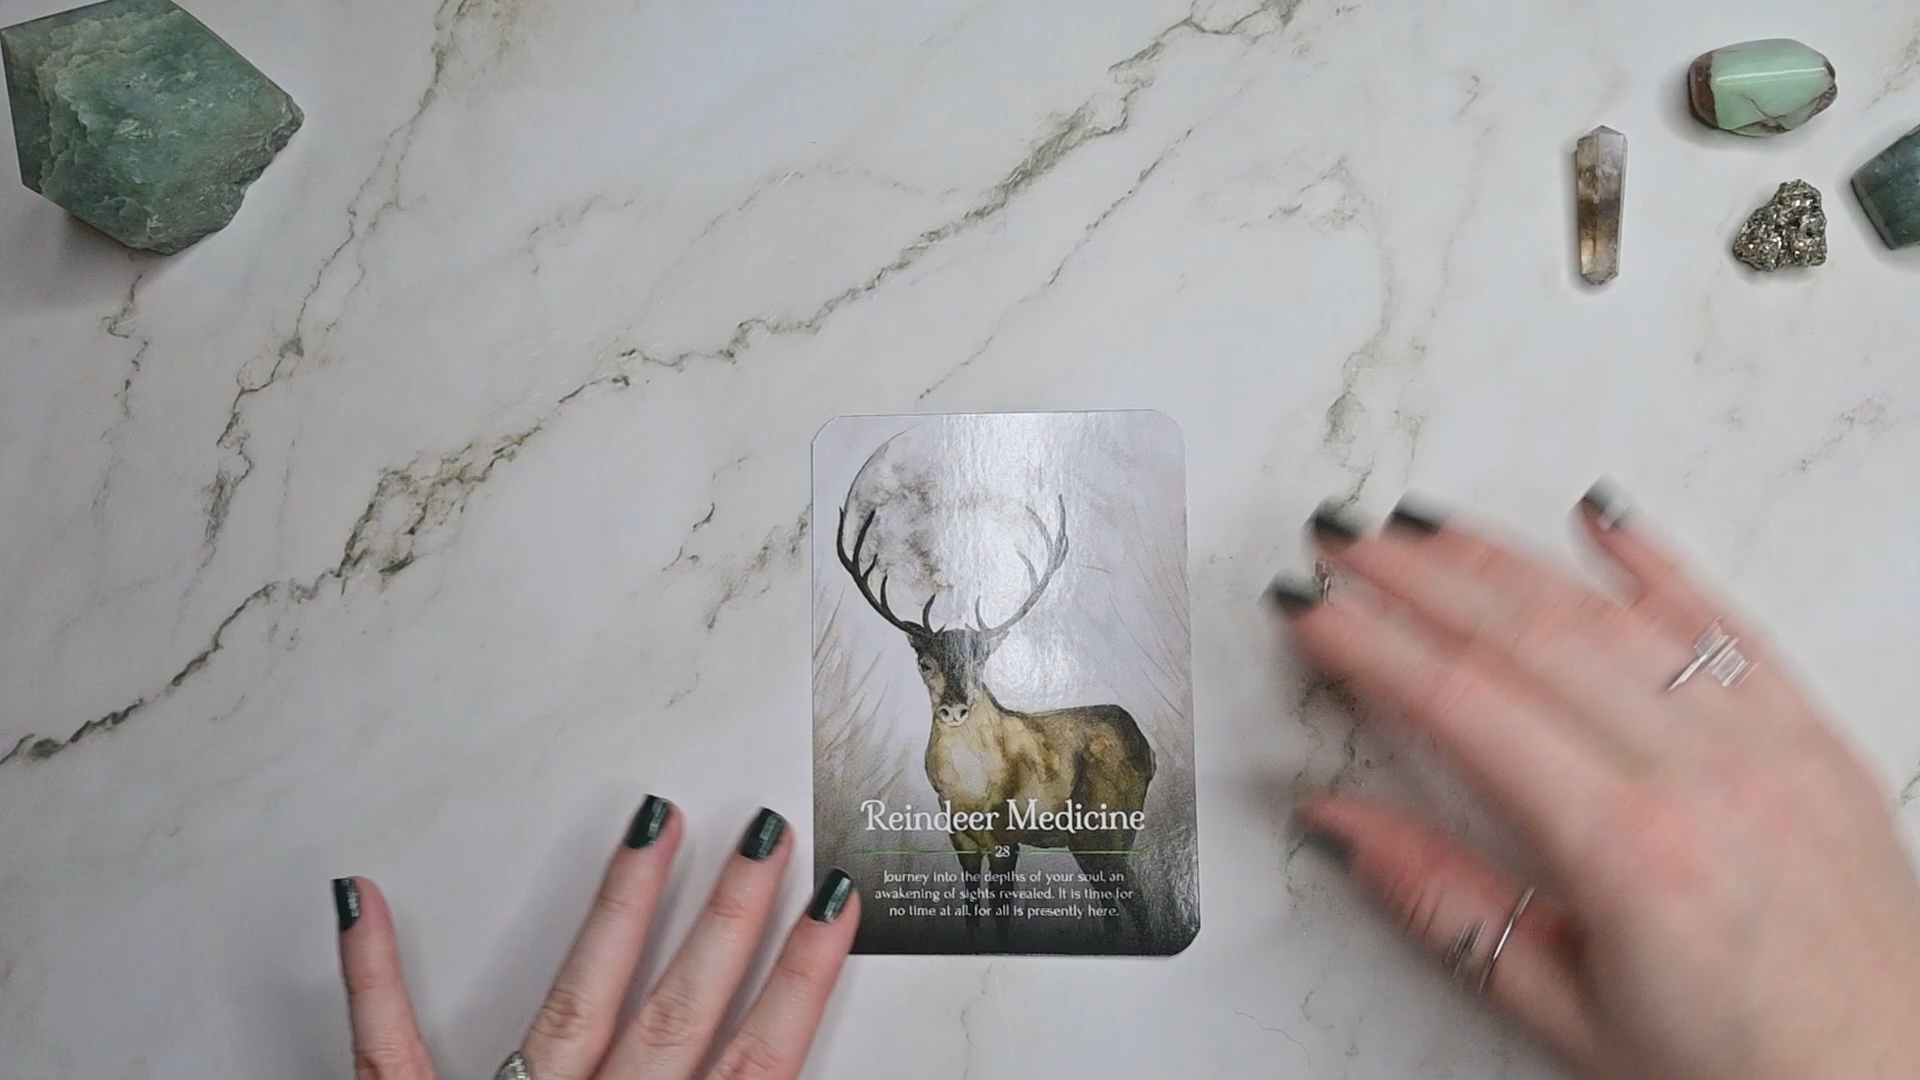 Reindeer Medicine
28
Journey into the depths of your soul, an
awakening of sights revealed. It is time for
no time at all, for all is presently here.